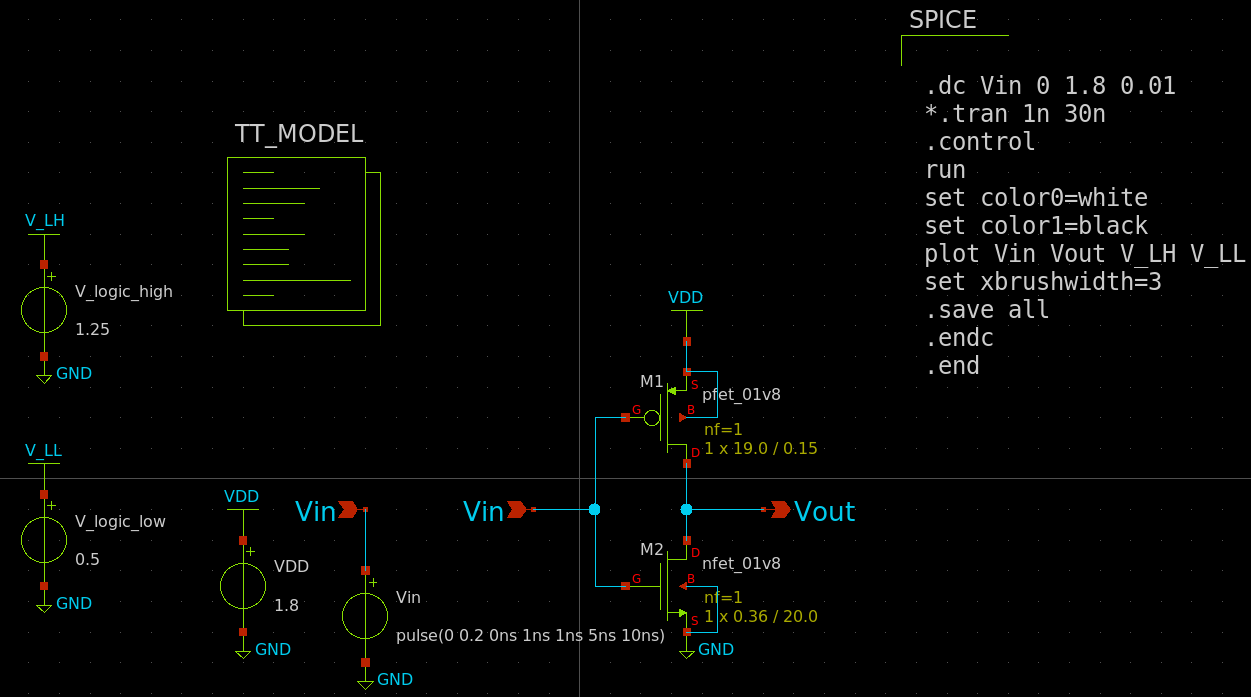 SPICE
.dc Vin 0 1.8 0.01
*.tran 1n 30n
.control
run
set color0=white
set color1=black
plot Vin Vout V_LH V_LL
set xbrushwidth=3
.save all
.endc
.end
TT_MODEL
V_LH
+
V_logic_high
1.25
GND
V_LL
+
V_logic_low
0.5
GND
VDD
+
VDD
1.8
GND
Vin
+
Vin
pulse(0 0.2 0ns 1ns 1ns 5ns 10ns)
GND
VDD
M1
S
pfet_01v8
G
B
nf=1
1 x 19.0 / 0.15
D
Vin
Vout
M2
D
nfet_01v8
G
B
nf=1
1 x 0.36 / 20.0
S
GND